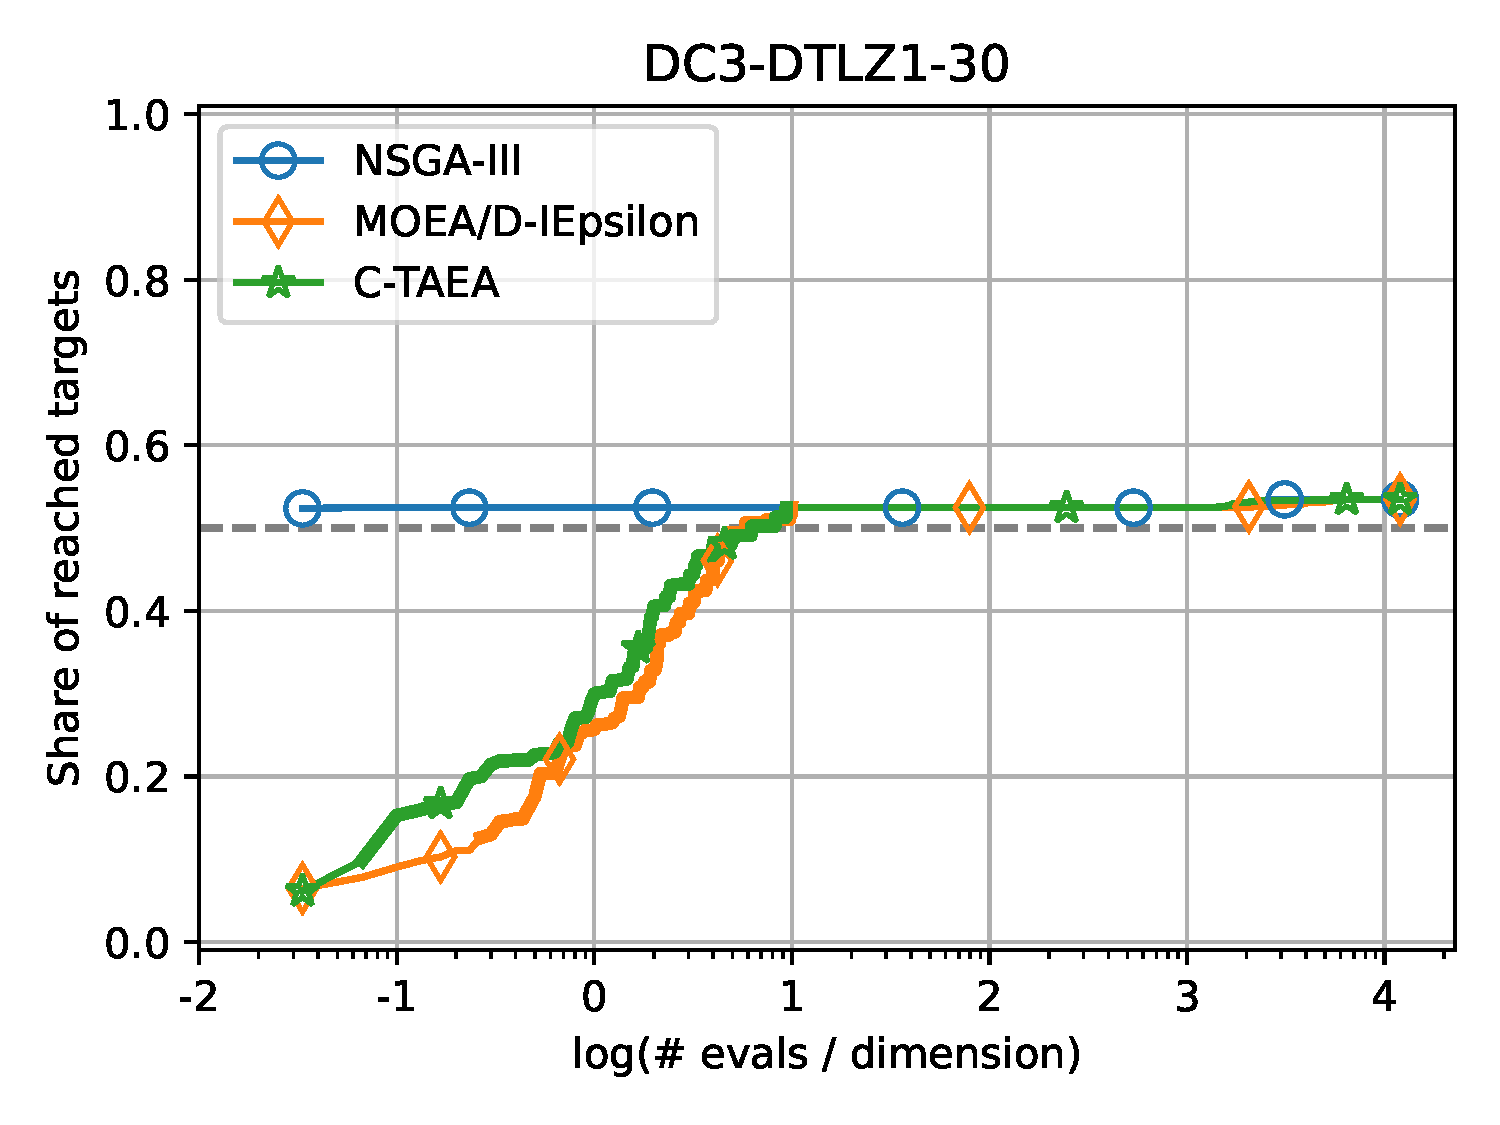 DC3-DTLZ1-30
1.0
0.8
0.6
0.4
0.2
0.0
Share of reached targets
NSGA-III
MOEA/D-IEpsilon
C-TAEA
-2 -1 0 1 2 3 4
log(# evals / dimension)